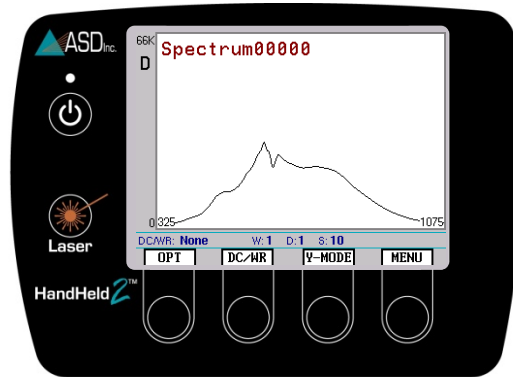 ASD Inc.
66K
Spectrum00000
D
0
325
1075
DC/WR: None W: 1 D: 1 S: 10
OPT DC/WR Y-MODE MENU
Laser
HandHeld 2™